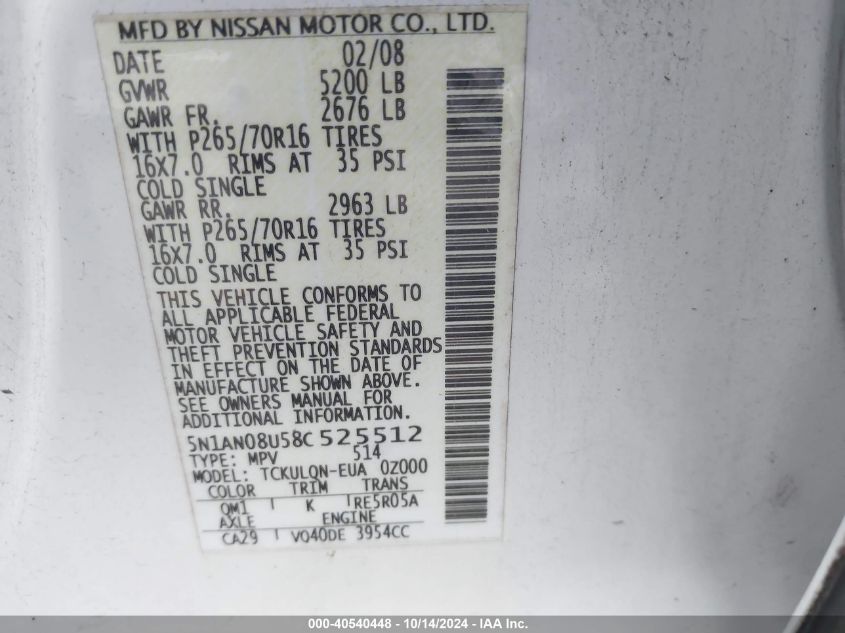 MFD BY NISSAN MOTOR CO., LTD.
DATE 02/08
GVWR 5200 LB
GAWR FR. 2676 LB
WITH P265/70R16 TIRES
16X7.0 RIMS AT 35 PSI
COLD SINGLE
GAWR RR. 2963 LB
WITH P265/70R16 TIRES
16X7.0 RIMS AT 35 PSI
COLD SINGLE
THIS VEHICLE CONFORMS TO
ALL APPLICABLE FEDERAL
MOTOR VEHICLE SAFETY AND
THEFT PREVENTION STANDARDS
IN EFFECT ON THE DATE OF
MANUFACTURE SHOWN ABOVE.
SEE OWNERS MANUAL FOR
ADDITIONAL INFORMATION.
5N1AN08U58C525512
TYPE: MPV 514
MODEL: TCKULQN-EUA 0Z000
COLOR TRIM TRANS
QM1 K RE5R05A
AXLE ENGINE
CA29 VQ40DE 3954CC
000-40540448 - 10/14/2024 - IAA Inc.